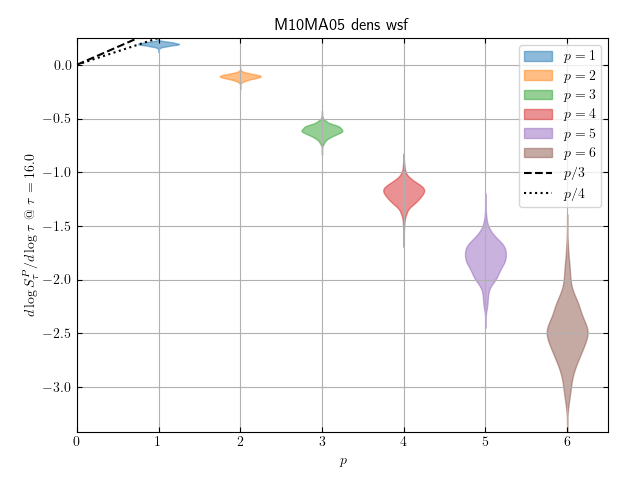 M10MA05 dens wsf
d log S_τ^P / d log τ @ τ = 16.0
0.0
−0.5
−1.0
−1.5
−2.0
−2.5
−3.0
0 1 2 3 4 5 6
p
p = 1
p = 2
p = 3
p = 4
p = 5
p = 6
p/3
p/4